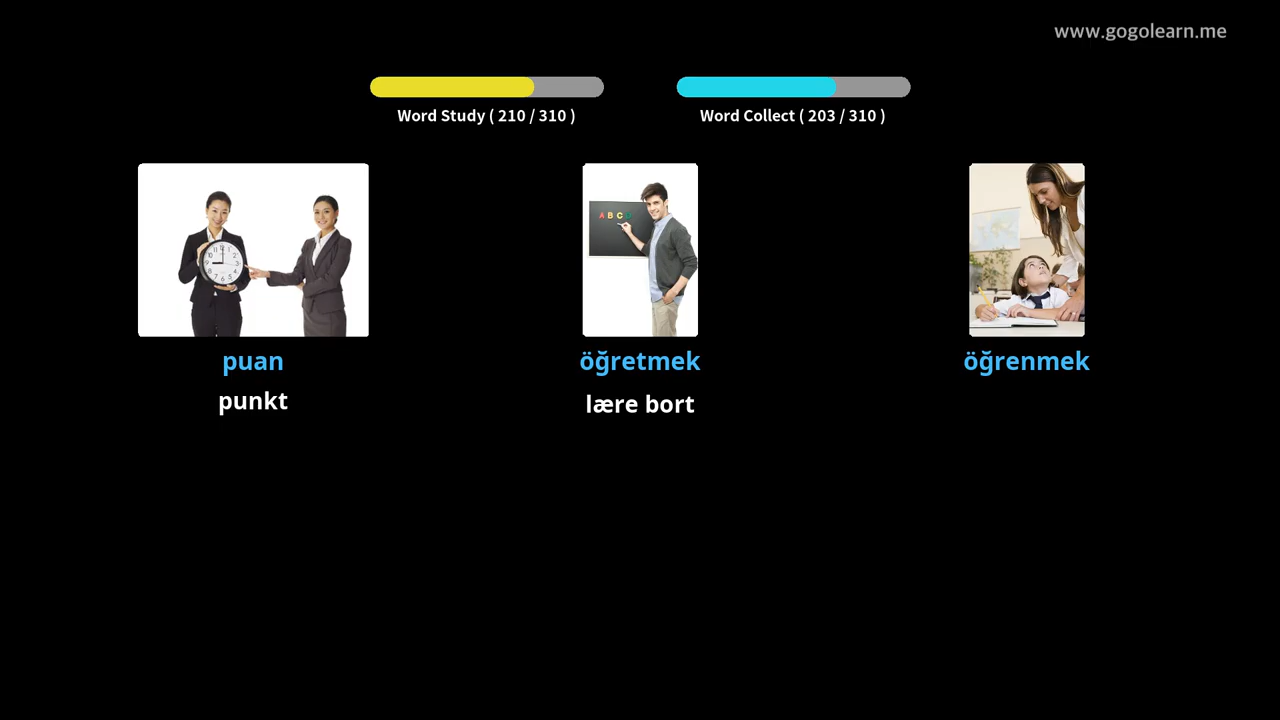 www.gogolearn.me
Word Study ( 210 / 310 )
Word Collect ( 203 / 310 )
A B C D
puan
öğretmek
öğrenmek
punkt
lære bort